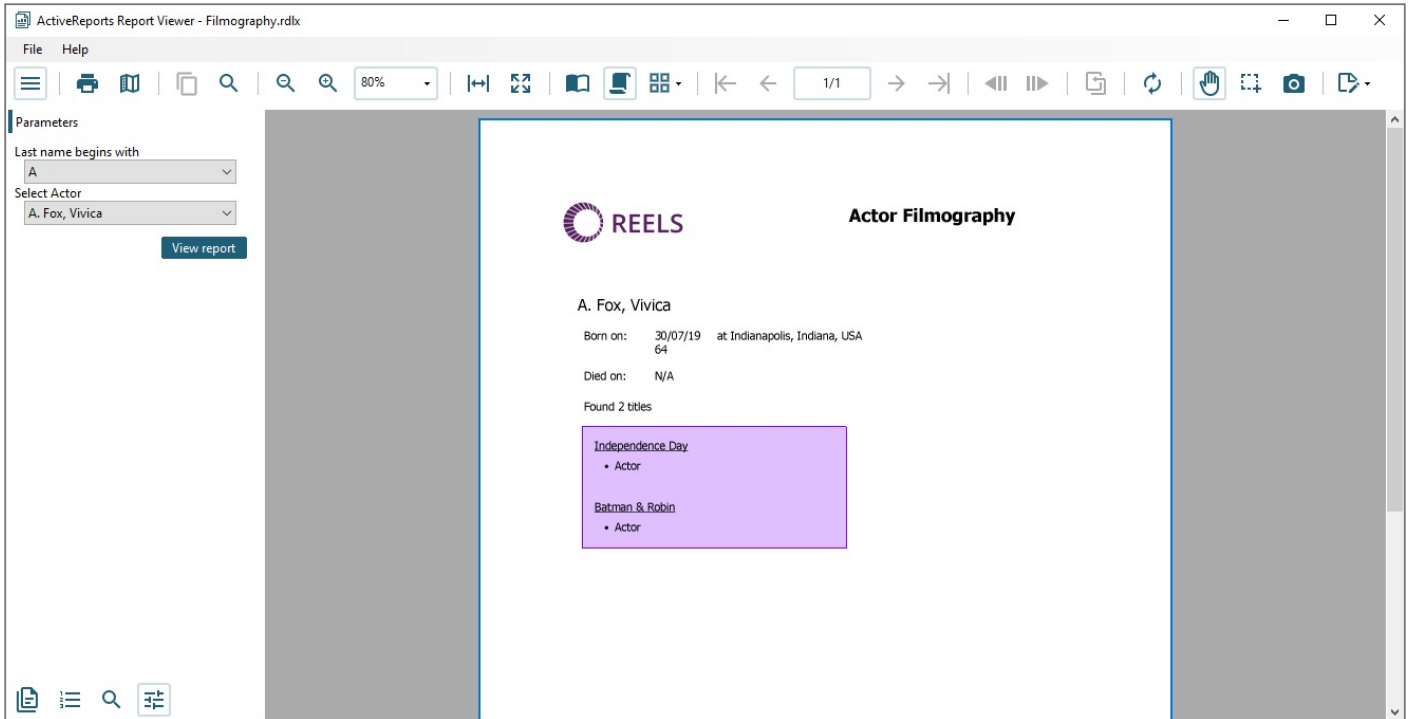 ActiveReports Report Viewer - Filmography.rdlx
File Help
80%
1/1
Parameters
Last name begins with
A
Select Actor
A. Fox, Vivica
View report
REELS
Actor Filmography
A. Fox, Vivica
Born on: 30/07/19 at Indianapolis, Indiana, USA
64
Died on: N/A
Found 2 titles
Independence Day
• Actor
Batman & Robin
• Actor